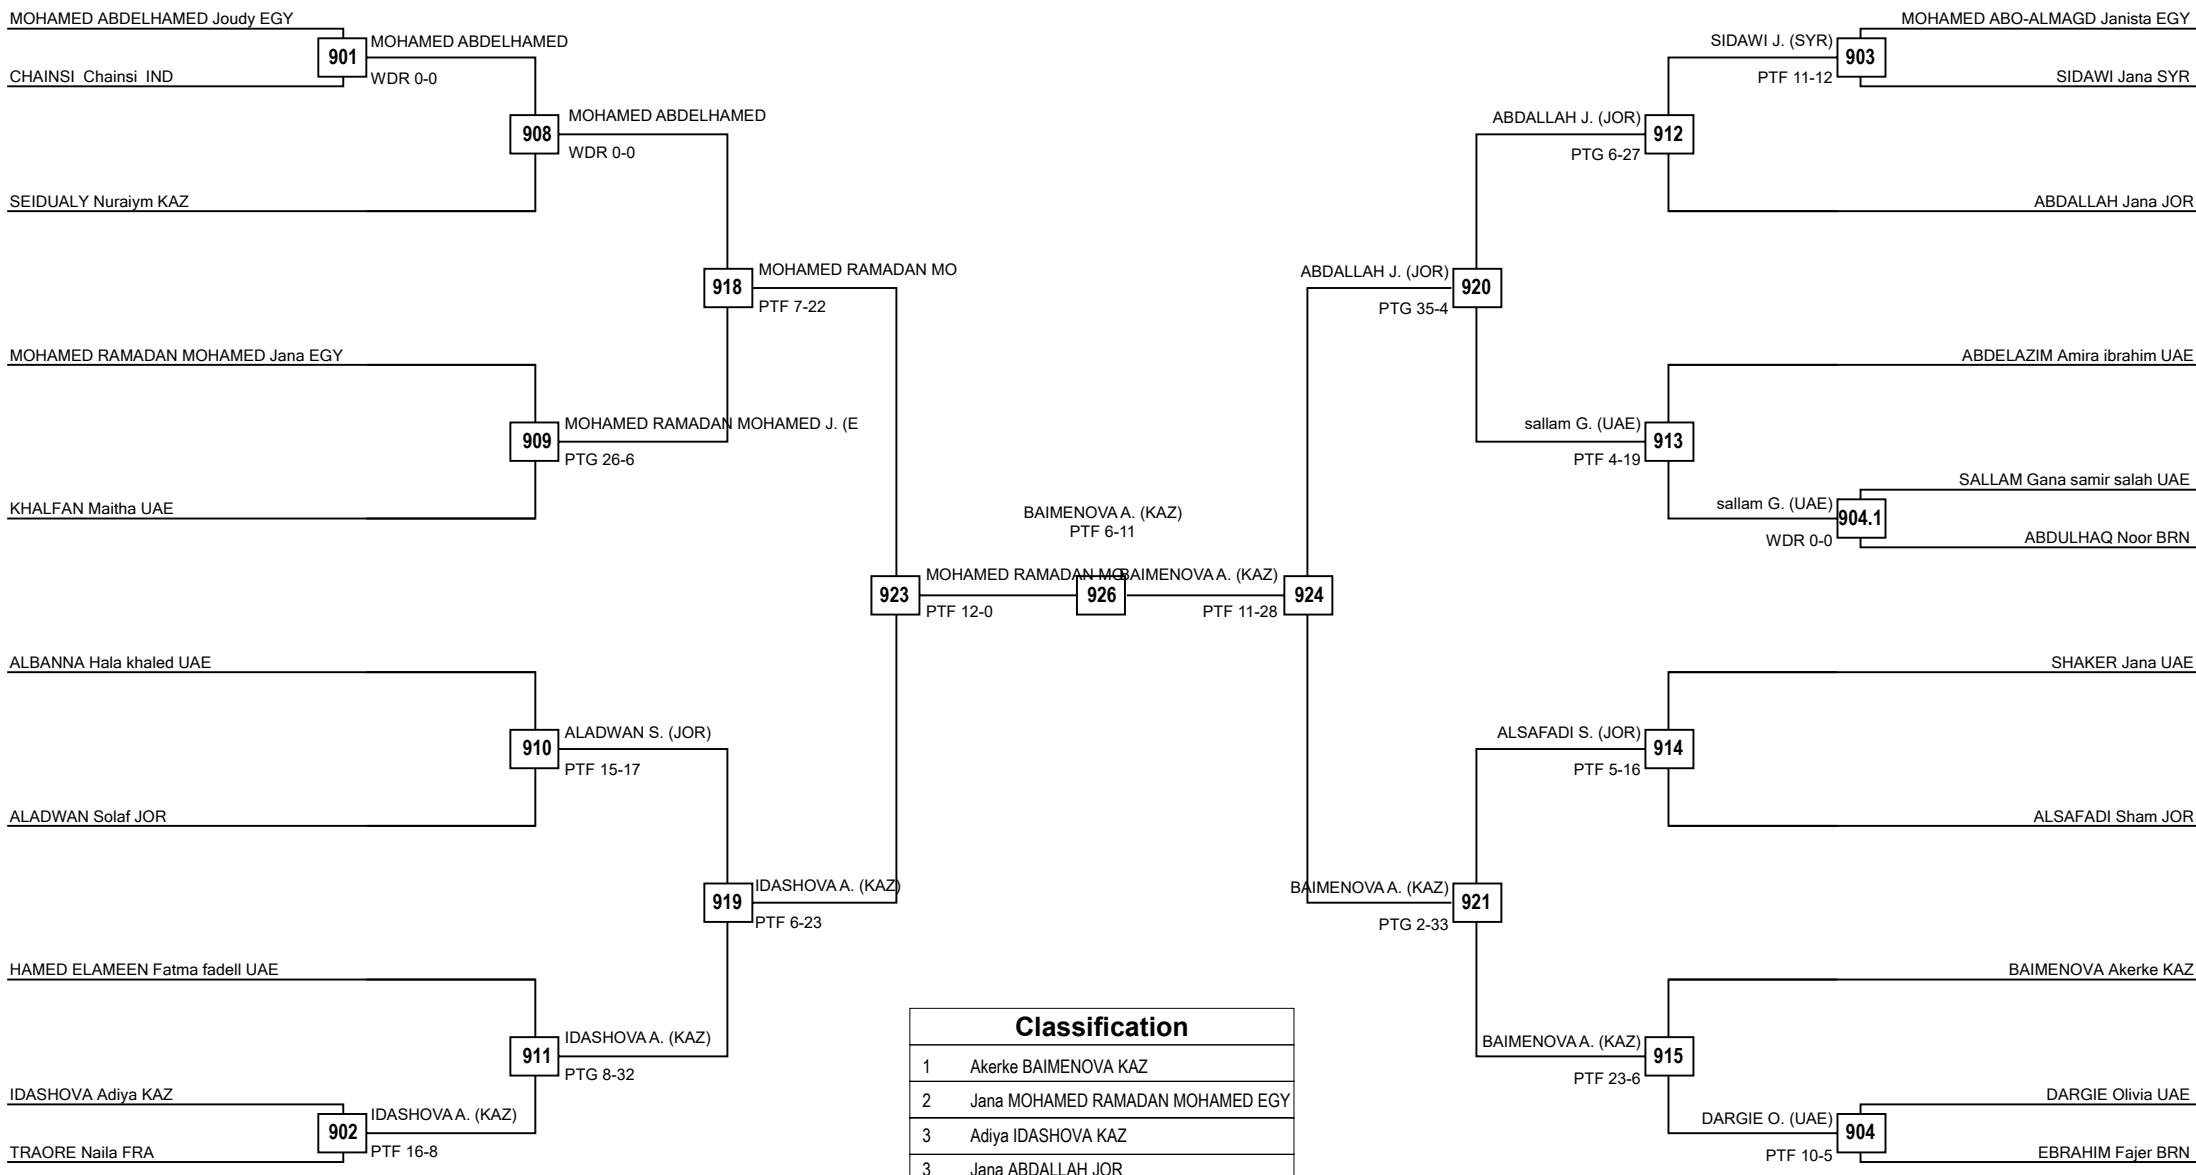 MOHAMED ABDELHAMED Joudy EGY
MOHAMED ABO-ALMAGD Janista EGY
901
MOHAMED ABDELHAMED
SIDAWI J. (SYR)
903
CHAINSI Chainsi IND
WDR 0-0
PTF 11-12
SIDAWI Jana SYR
908
MOHAMED ABDELHAMED
WDR 0-0
ABDALLAH J. (JOR)
912
PTG 6-27
SEIDUALY Nuraiym KAZ
ABDALLAH Jana JOR
918
MOHAMED RAMADAN MO
PTF 7-22
ABDALLAH J. (JOR)
920
PTG 35-4
MOHAMED RAMADAN MOHAMED Jana EGY
ABDELAZIM Amira ibrahim UAE
909
MOHAMED RAMADAN MOHAMED J. (E
PTG 26-6
sallam G. (UAE)
913
PTF 4-19
SALLAM Gana samir salah UAE
KHALFAN Maitha UAE
sallam G. (UAE)
904.1
WDR 0-0
ABDULHAQ Noor BRN
BAIMENOVA A. (KAZ)
PTF 6-11
923
MOHAMED RAMADAN MO
926
BAIMENOVA A. (KAZ)
924
PTF 12-0
PTF 11-28
ALBANNA Hala khaled UAE
SHAKER Jana UAE
910
ALADWAN S. (JOR)
PTF 15-17
ALSAFADI S. (JOR)
914
PTF 5-16
ALADWAN Solaf JOR
ALSAFADI Sham JOR
919
IDASHOVA A. (KAZ)
PTF 6-23
BAIMENOVA A. (KAZ)
921
PTG 2-33
HAMED ELAMEEN Fatma fadell UAE
BAIMENOVA Akerke KAZ
911
IDASHOVA A. (KAZ)
PTG 8-32
BAIMENOVA A. (KAZ)
915
PTF 23-6
IDASHOVA Adiya KAZ
DARGIE Olivia UAE
902
IDASHOVA A. (KAZ)
PTF 16-8
DARGIE O. (UAE)
904
PTF 10-5
TRAORE Naila FRA
EBRAHIM Fajer BRN
Classification
1 Akerke BAIMENOVA KAZ
2 Jana MOHAMED RAMADAN MOHAMED EGY
3 Adiya IDASHOVA KAZ
3 Jana ABDALLAH JOR